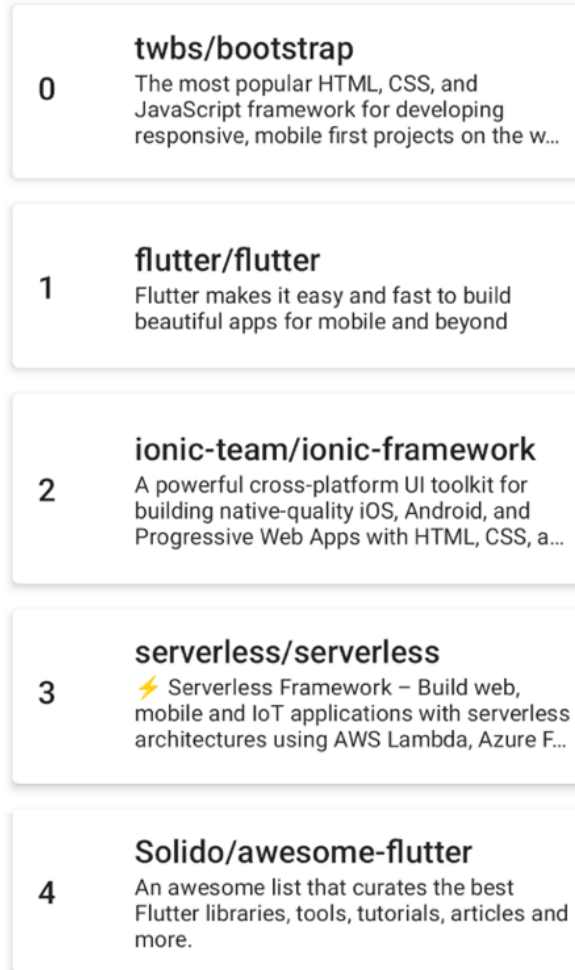 0
twbs/bootstrap
The most popular HTML, CSS, and
JavaScript framework for developing
responsive, mobile first projects on the w...
1
flutter/flutter
Flutter makes it easy and fast to build
beautiful apps for mobile and beyond
2
ionic-team/ionic-framework
A powerful cross-platform UI toolkit for
building native-quality iOS, Android, and
Progressive Web Apps with HTML, CSS, a...
3
serverless/serverless
⚡ Serverless Framework – Build web,
mobile and IoT applications with serverless
architectures using AWS Lambda, Azure F...
4
Solido/awesome-flutter
An awesome list that curates the best
Flutter libraries, tools, tutorials, articles and
more.